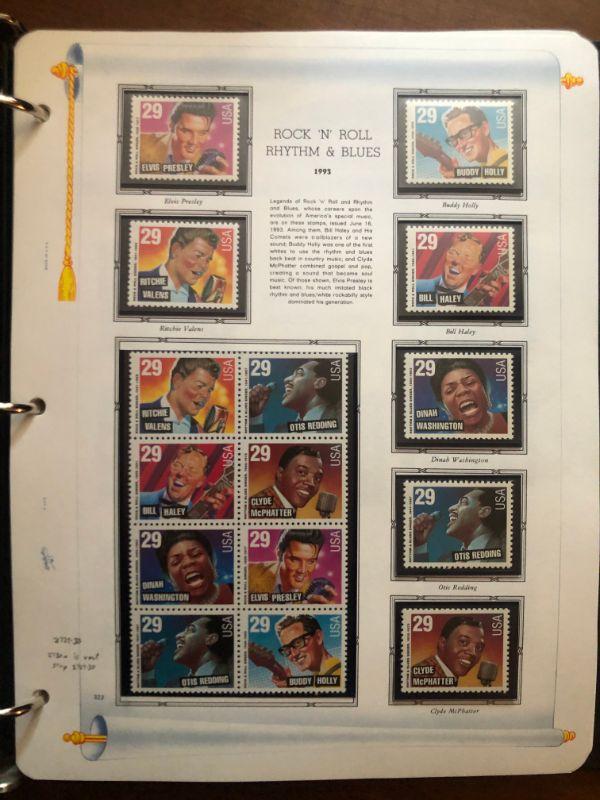 29
USA
ELVIS PRESLEY
Elvis Presley
ROCK 'N' ROLL
RHYTHM & BLUES
1993
Legends of Rock 'n' Roll and Rhythm
and Blues, whose careers span the
evolution of America's special music,
are on these stamps, issued June 16,
1993. Among them, Bill Haley and His
Comets were trailblazers of a new
sound; Buddy Holly was one of the first
whites to use the rhythm and blues
back beat in country music; and Clyde
McPhatter combined gospel and pop,
creating a sound that became soul
music. Of those shown, Elvis Presley is
best known; his much imitated black
rhythm and blues/white rockabilly style
dominated his generation.
29
USA
BUDDY HOLLY
Buddy Holly
29
USA
RITCHIE
VALENS
Ritchie Valens
29
USA
BILL
HALEY
Bill Haley
29
USA
RITCHIE
VALENS
29
USA
OTIS REDDING
29
USA
BILL
HALEY
29
USA
CLYDE
McPHATTER
29
USA
DINAH
WASHINGTON
29
USA
ELVIS PRESLEY
29
USA
OTIS REDDING
29
USA
BUDDY HOLLY
29
USA
DINAH
WASHINGTON
Dinah Washington
29
USA
OTIS REDDING
Otis Redding
29
USA
CLYDE
McPHATTER
Clyde McPhatter
322